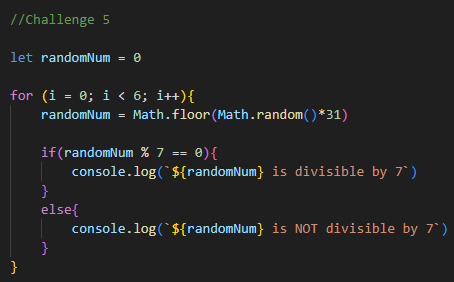 //Challenge 5
let randomNum = 0
for (i = 0; i < 6; i++){
randomNum = Math.floor(Math.random()*31)
if(randomNum % 7 == 0){
console.log(`${randomNum} is divisible by 7`)
}
else{
console.log(`${randomNum} is NOT divisible by 7`)
}
}